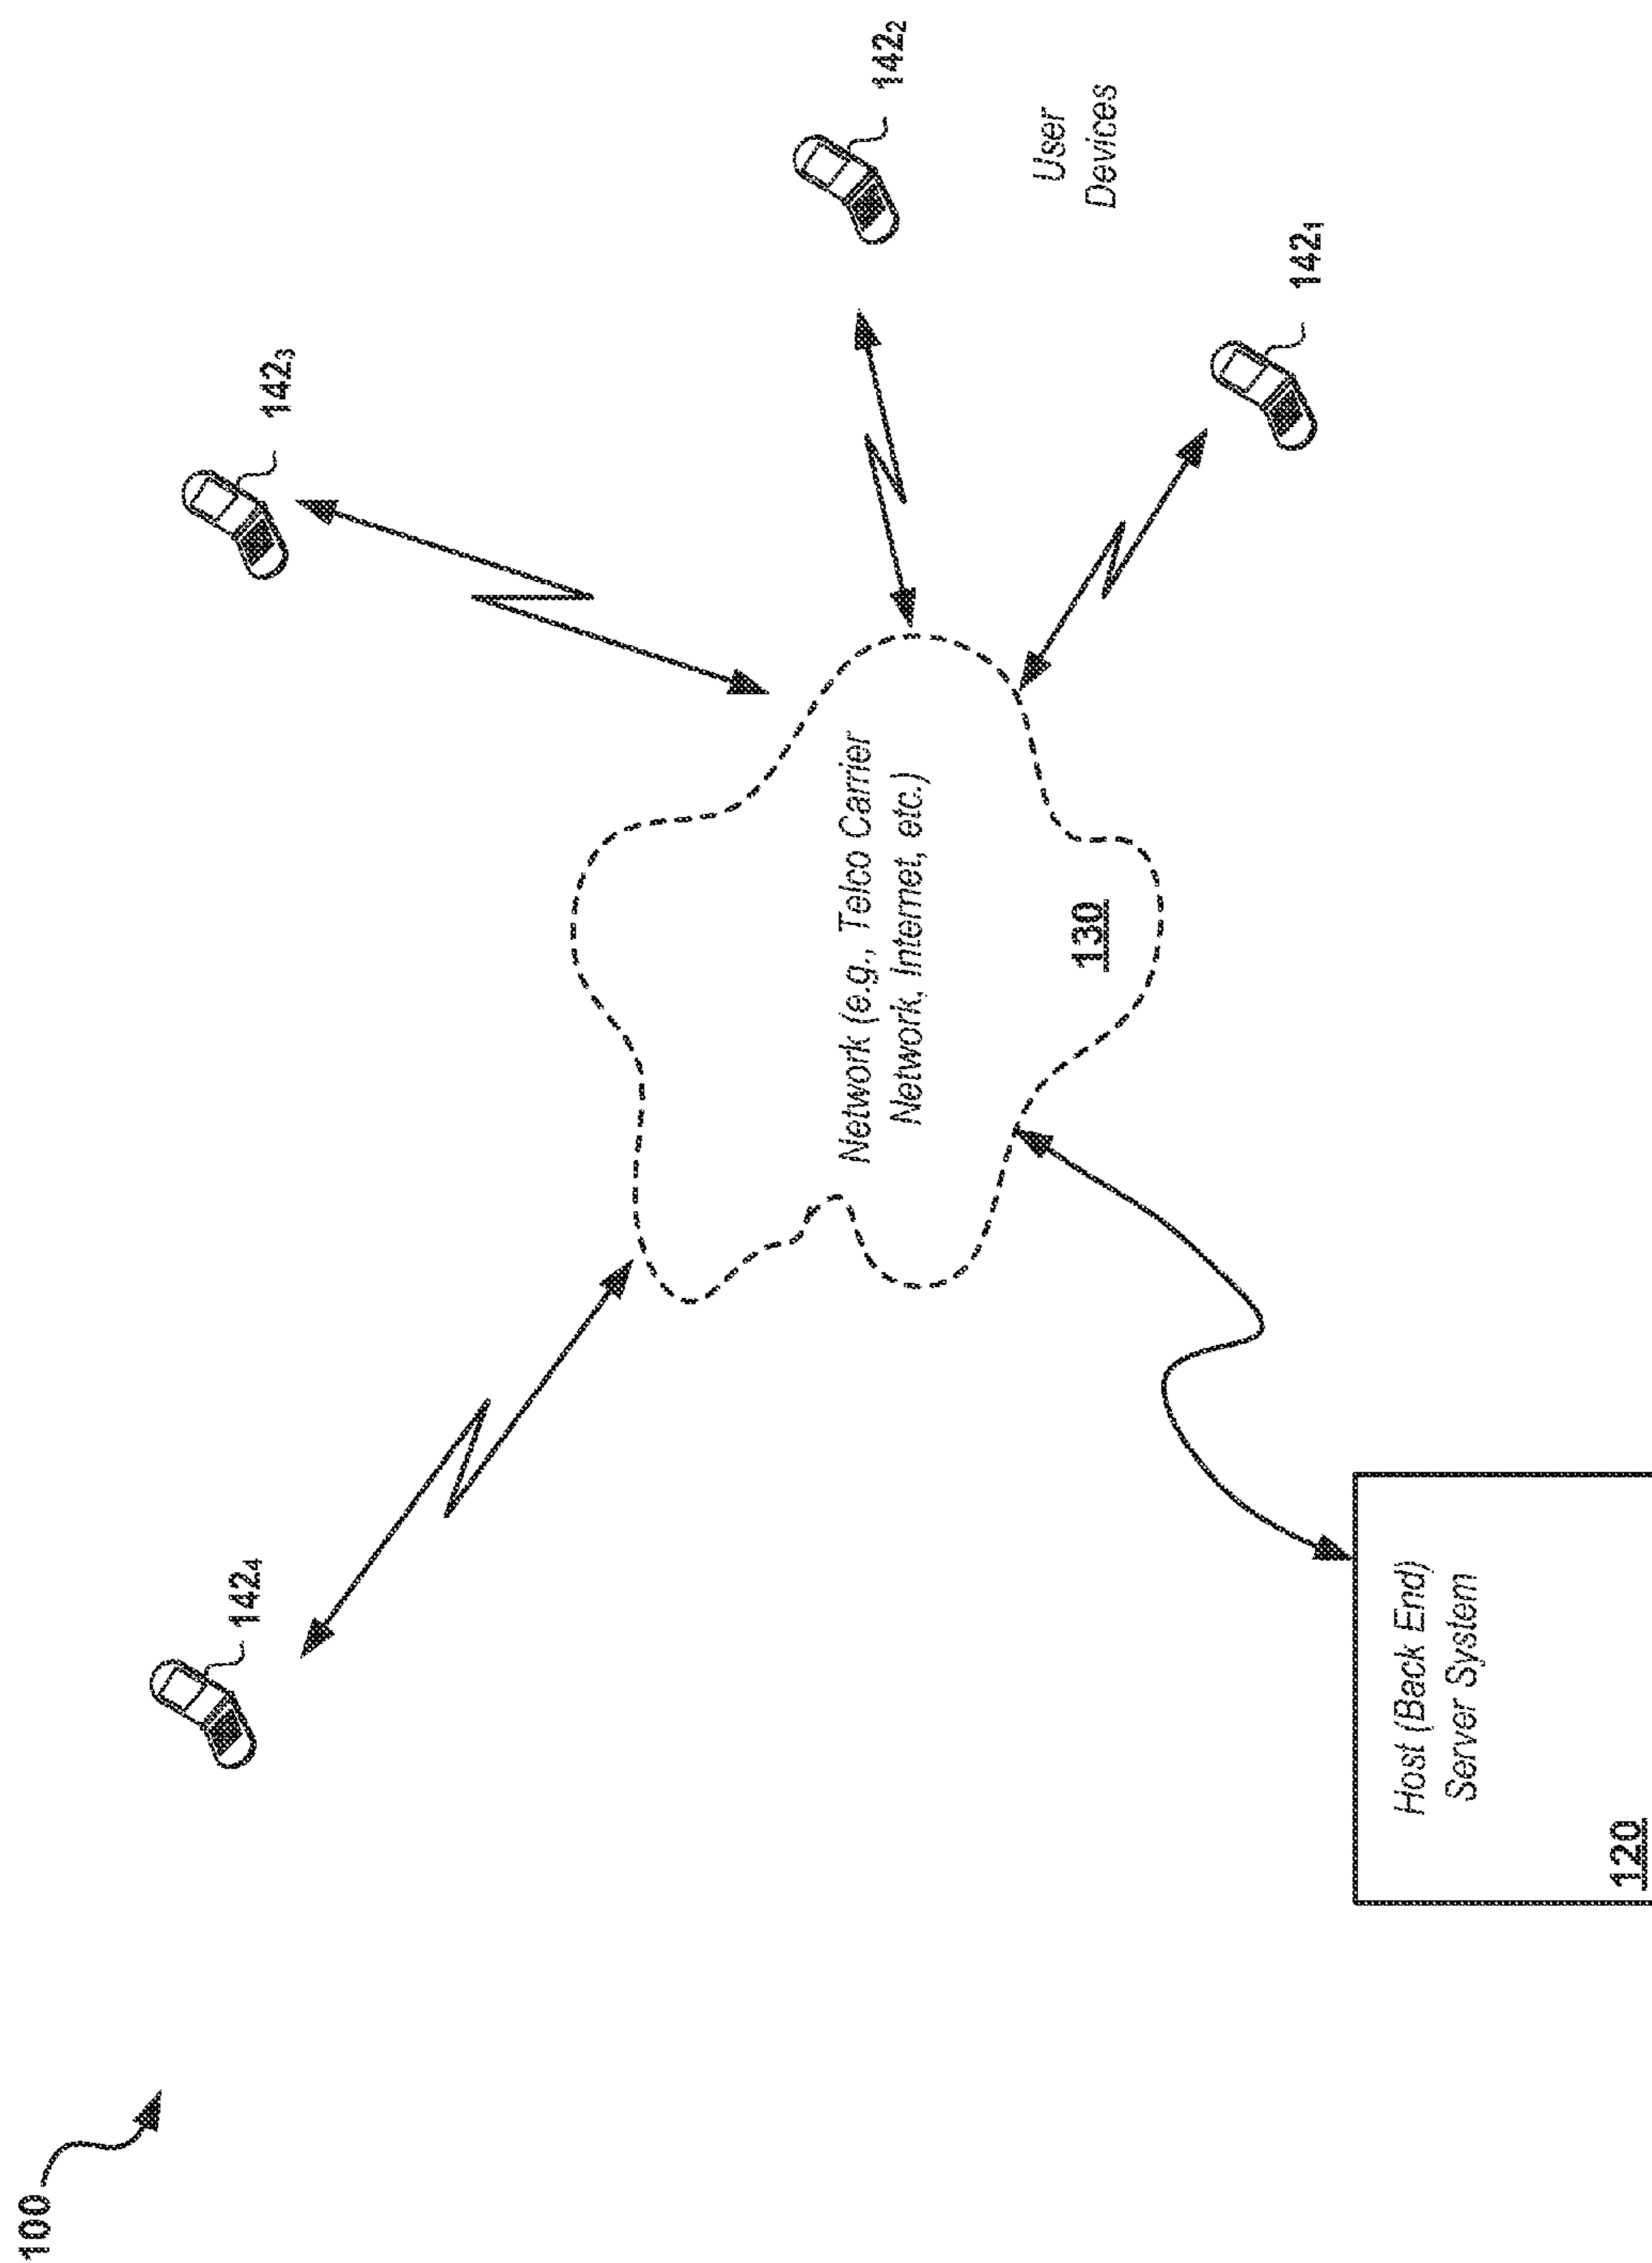 100
142₄
142₃
142₂
User
Devices
142₁
Network (e.g., Telco Carrier
Network, Internet, etc.)
130
Host (Back End)
Server System
120